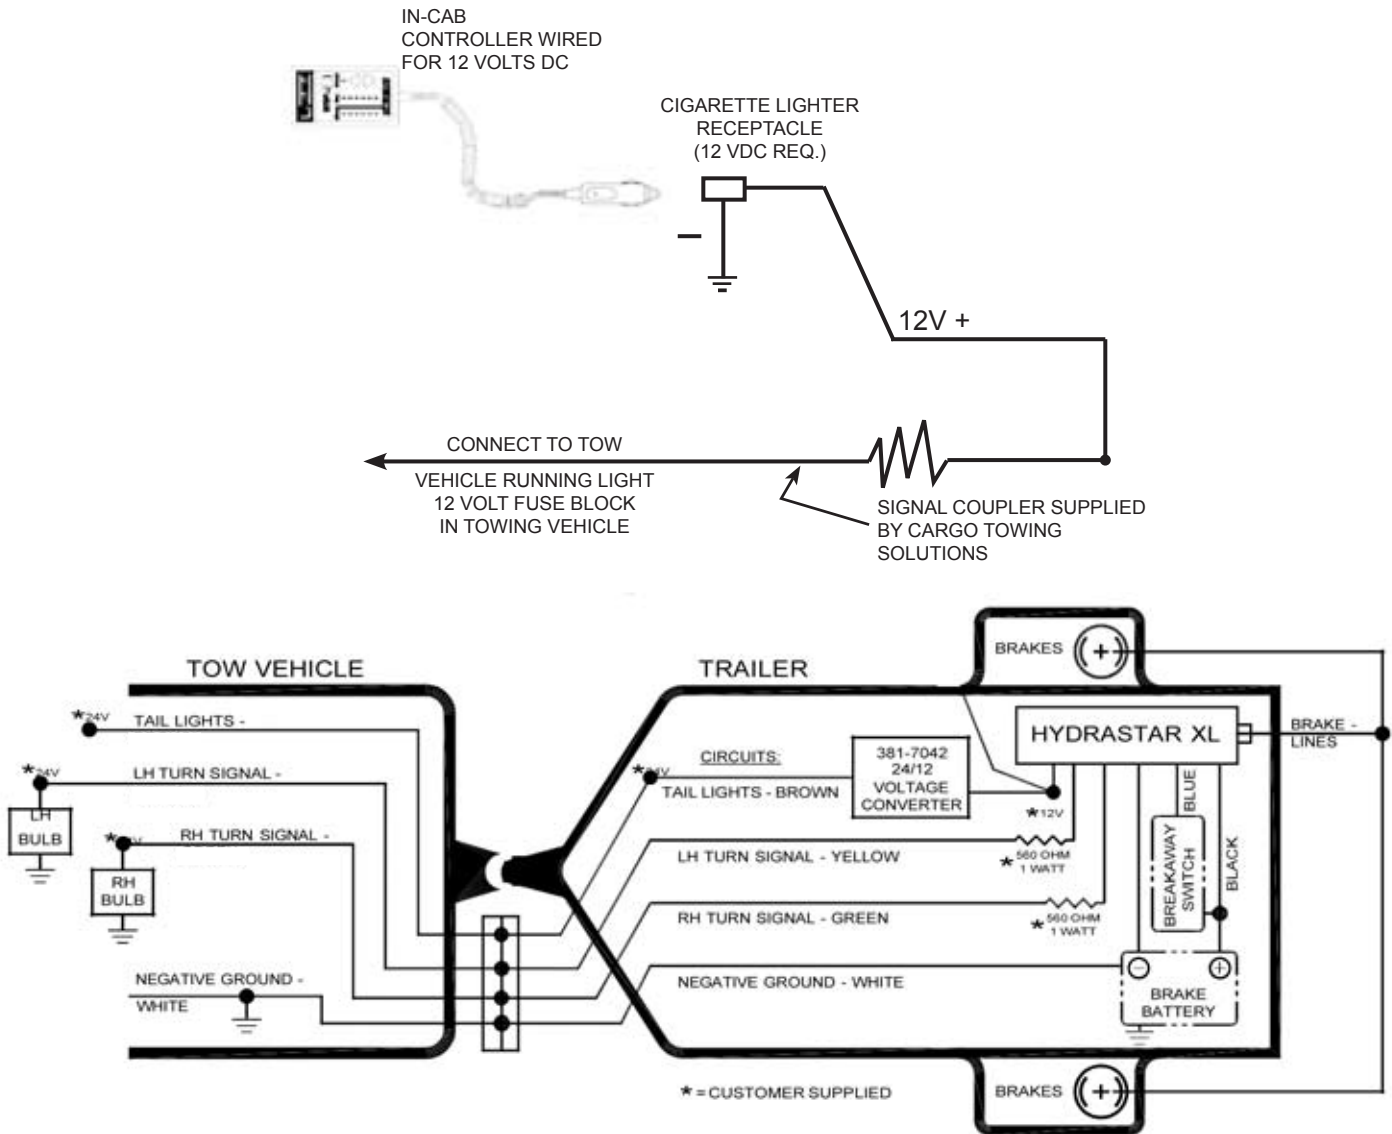 IN-CAB
CONTROLLER WIRED
FOR 12 VOLTS DC
CIGARETTE LIGHTER
RECEPTACLE
(12 VDC REQ.)
12V +
CONNECT TO TOW
VEHICLE RUNNING LIGHT
12 VOLT FUSE BLOCK
IN TOWING VEHICLE
SIGNAL COUPLER SUPPLIED
BY CARGO TOWING
SOLUTIONS
TOW VEHICLE
TRAILER
BRAKES
*24V
TAIL LIGHTS -
*24V
LH TURN SIGNAL -
LH
BULB
*
RH TURN SIGNAL -
RH
BULB
NEGATIVE GROUND -
WHITE
CIRCUITS:
*24V
TAIL LIGHTS - BROWN
381-7042
24/12
VOLTAGE
CONVERTER
HYDRASTAR XL
BRAKE -
LINES
*12V
LH TURN SIGNAL - YELLOW
* 560 OHM
1 WATT
RH TURN SIGNAL - GREEN
* 560 OHM
1 WATT
BLUE
BREAKAWAY
SWITCH
BLACK
NEGATIVE GROUND - WHITE
BRAKE
BATTERY
* = CUSTOMER SUPPLIED
BRAKES